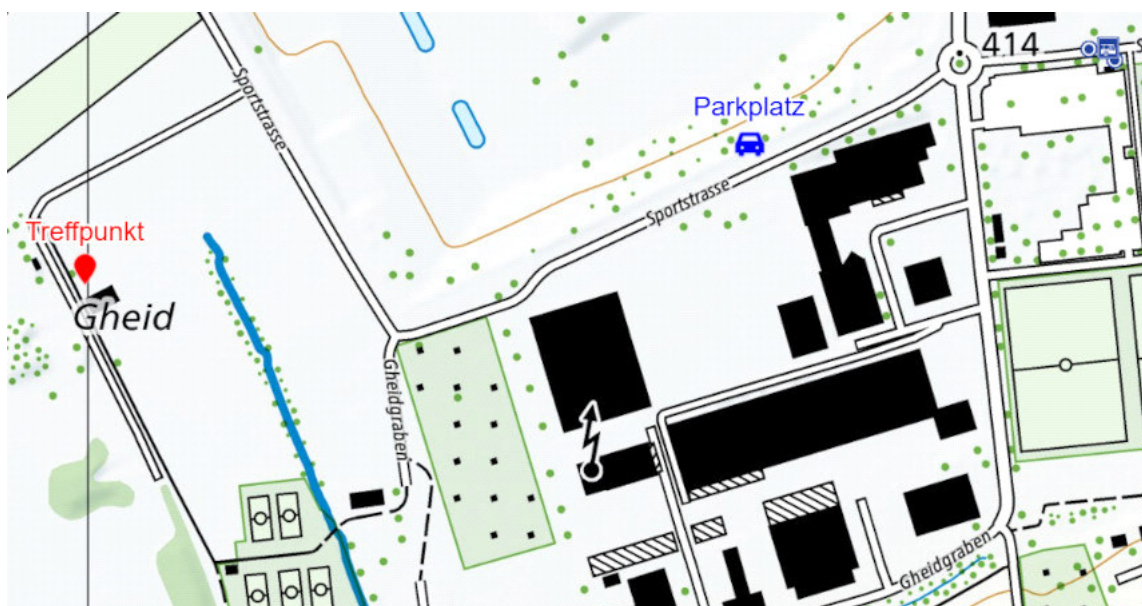 414
S
Sportstrasse
Parkplatz
Sportstrasse
Treffpunkt
Gheid
Gheidgraben
Gheidgraben